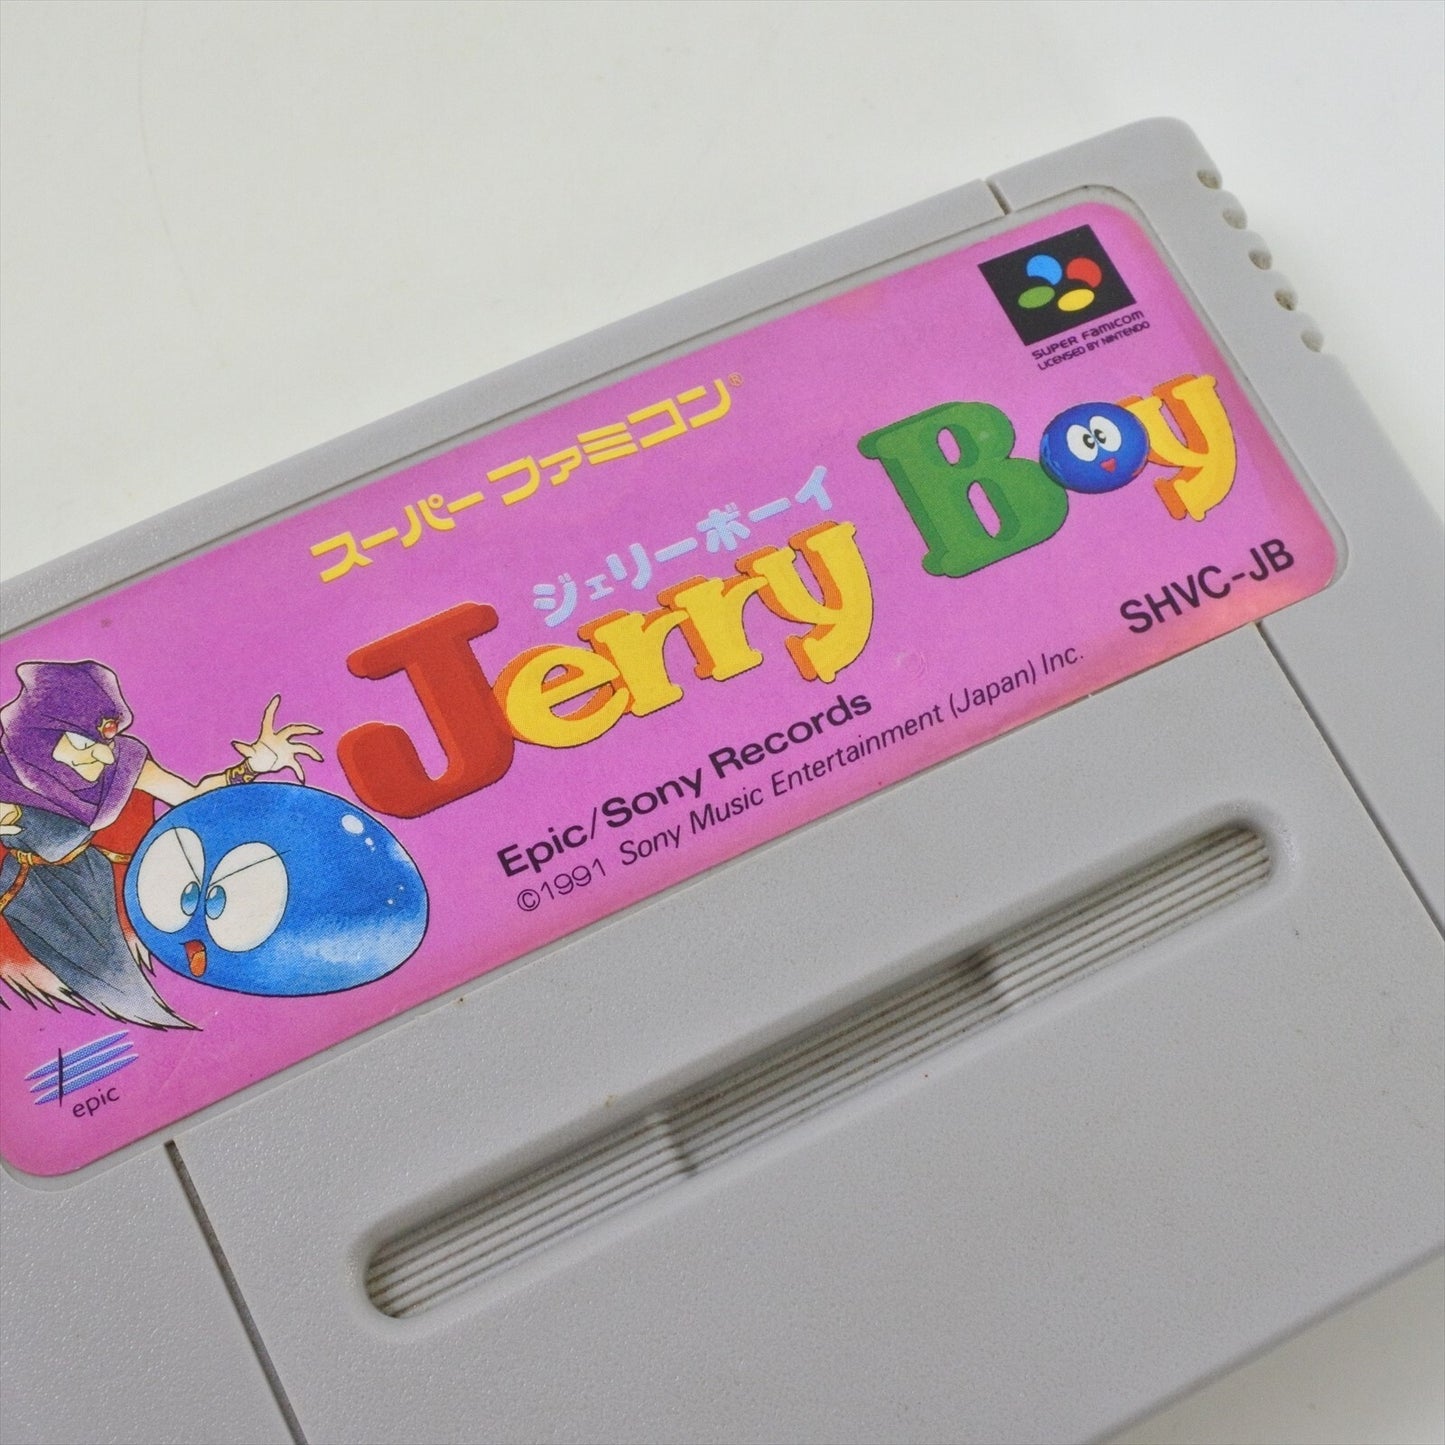 SUPER FAMICOM
LICENSED BY NINTENDO
スーパーファミコン®
ジェリーボーイ
Jerry Boy
SHVC-JB
Epic/Sony Records
©1991 Sony Music Entertainment (Japan) Inc.
epic